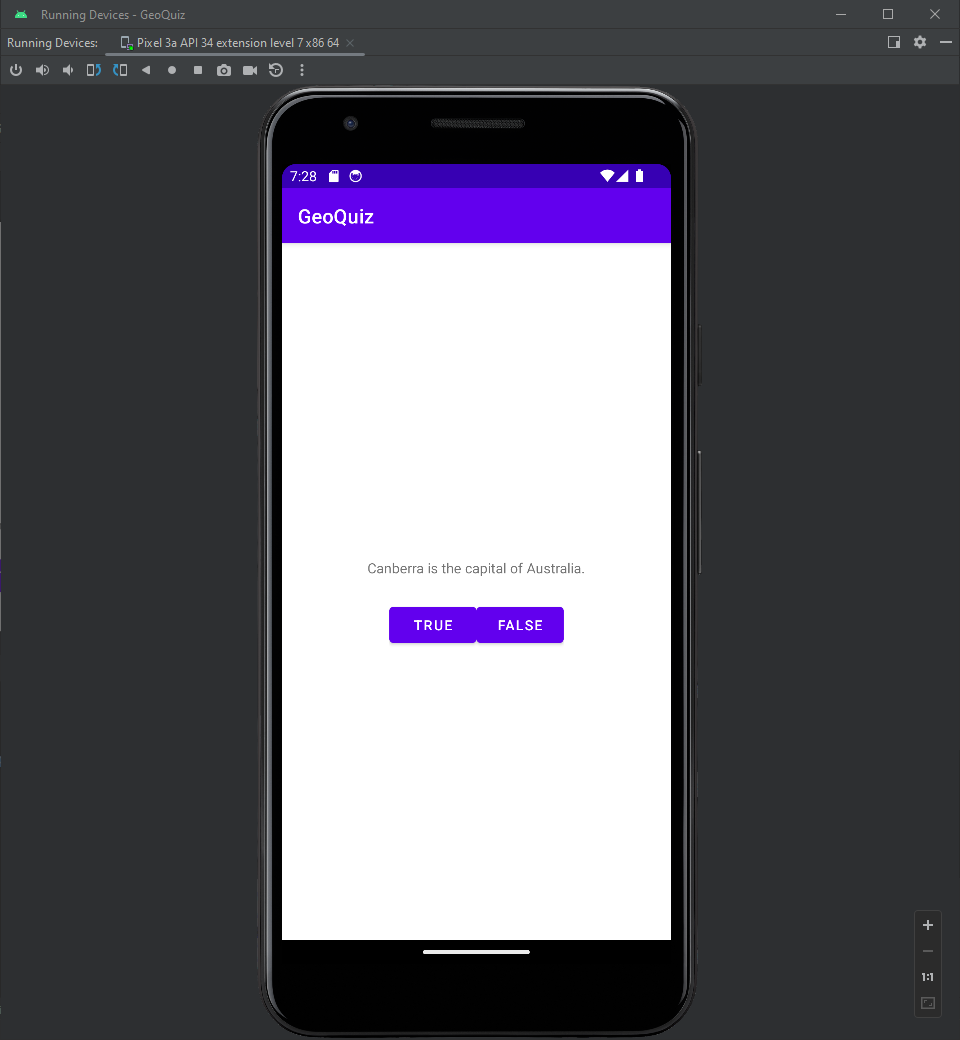 Running Devices - GeoQuiz
Running Devices: Pixel 3a API 34 extension level 7 x86 64
7:28
GeoQuiz
Canberra is the capital of Australia.
TRUE FALSE
1:1